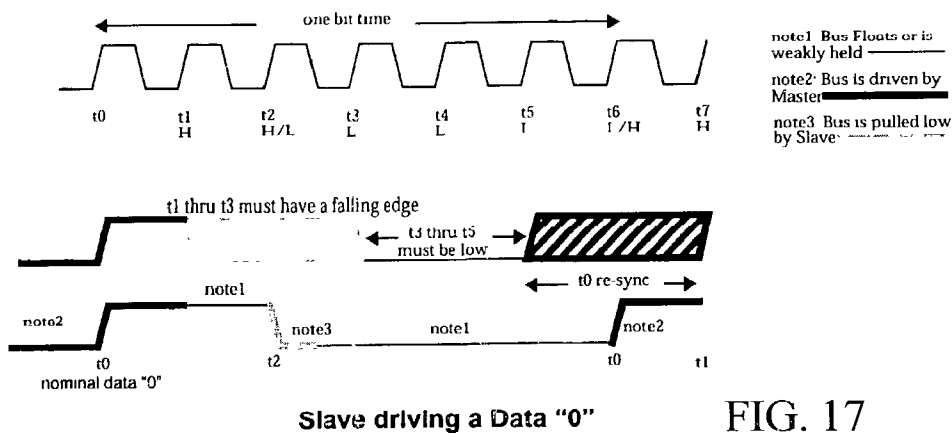 one bit time
note1 Bus Floats or is
weakly held
note2: Bus is driven by
Master
note3 Bus is pulled low
by Slave
t0 t1 t2 t3 t4 t5 t6 t7
H H/L L L L L/H H
t1 thru t3 must have a falling edge
t3 thru t5
must be low
t0 re-sync
note2 note1 note3 note1 note2
t0 t2 t0 t1
nominal data "0"
Slave driving a Data "0"
FIG. 17